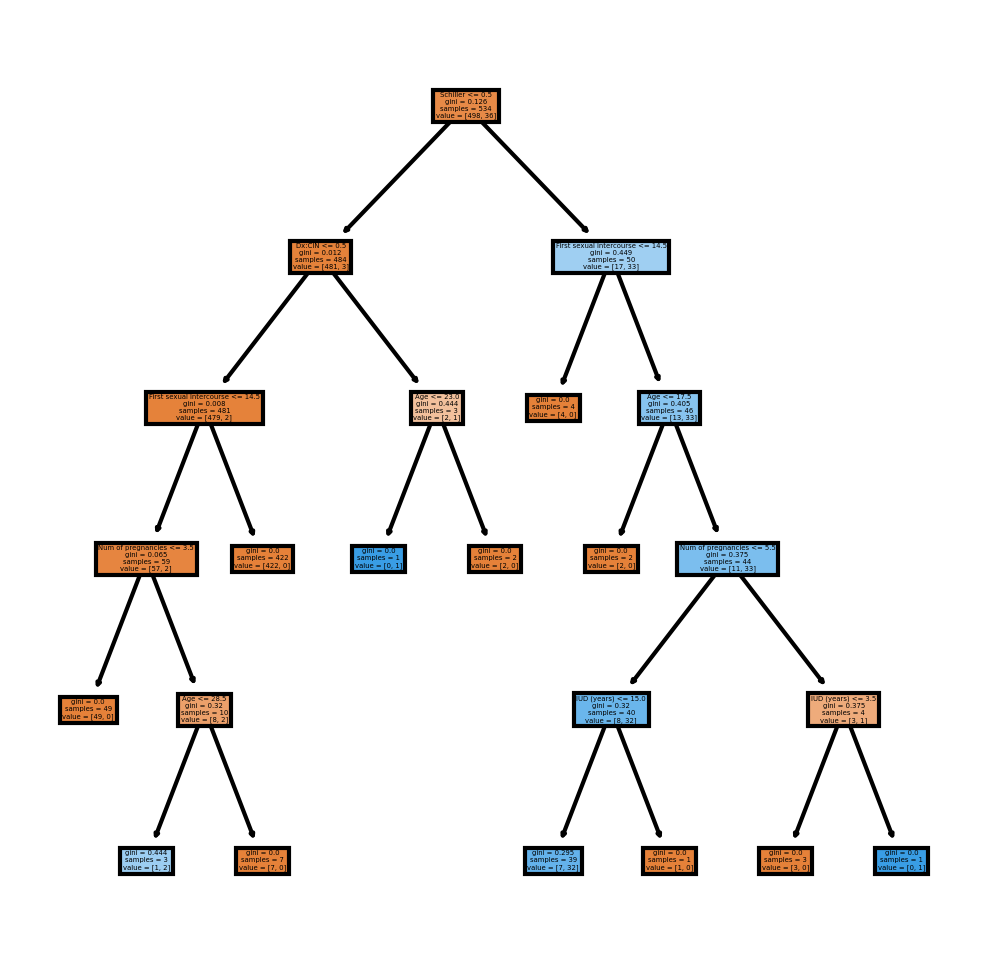 Schiller <= 0.5
gini = 0.126
samples = 534
value = [498, 36]
Dx:CIN <= 0.5
gini = 0.012
samples = 484
value = [481, 3]
First sexual intercourse <= 14.5
gini = 0.449
samples = 50
value = [17, 33]
First sexual intercourse <= 14.5
gini = 0.008
samples = 481
value = [479, 2]
Age <= 23.0
gini = 0.444
samples = 3
value = [2, 1]
gini = 0.0
samples = 4
value = [4, 0]
Age <= 17.5
gini = 0.405
samples = 46
value = [13, 33]
Num of pregnancies <= 3.5
gini = 0.065
samples = 59
value = [57, 2]
gini = 0.0
samples = 422
value = [422, 0]
gini = 0.0
samples = 1
value = [0, 1]
gini = 0.0
samples = 2
value = [2, 0]
gini = 0.0
samples = 2
value = [2, 0]
Num of pregnancies <= 5.5
gini = 0.375
samples = 44
value = [11, 33]
gini = 0.0
samples = 49
value = [49, 0]
Age <= 28.5
gini = 0.32
samples = 10
value = [8, 2]
IUD (years) <= 15.0
gini = 0.32
samples = 40
value = [8, 32]
IUD (years) <= 3.5
gini = 0.375
samples = 4
value = [3, 1]
gini = 0.444
samples = 3
value = [1, 2]
gini = 0.0
samples = 7
value = [7, 0]
gini = 0.295
samples = 39
value = [7, 32]
gini = 0.0
samples = 1
value = [1, 0]
gini = 0.0
samples = 3
value = [3, 0]
gini = 0.0
samples = 1
value = [0, 1]